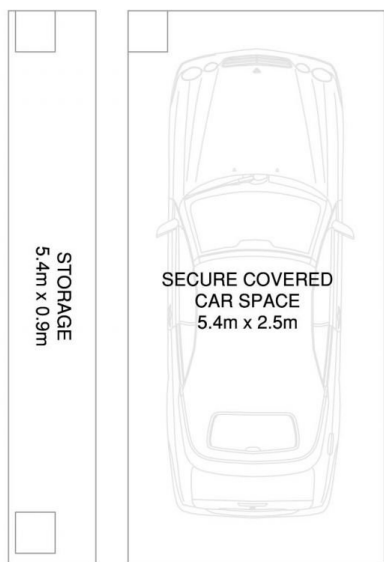 STORAGE
5.4m x 0.9m
SECURE COVERED
CAR SPACE
5.4m x 2.5m